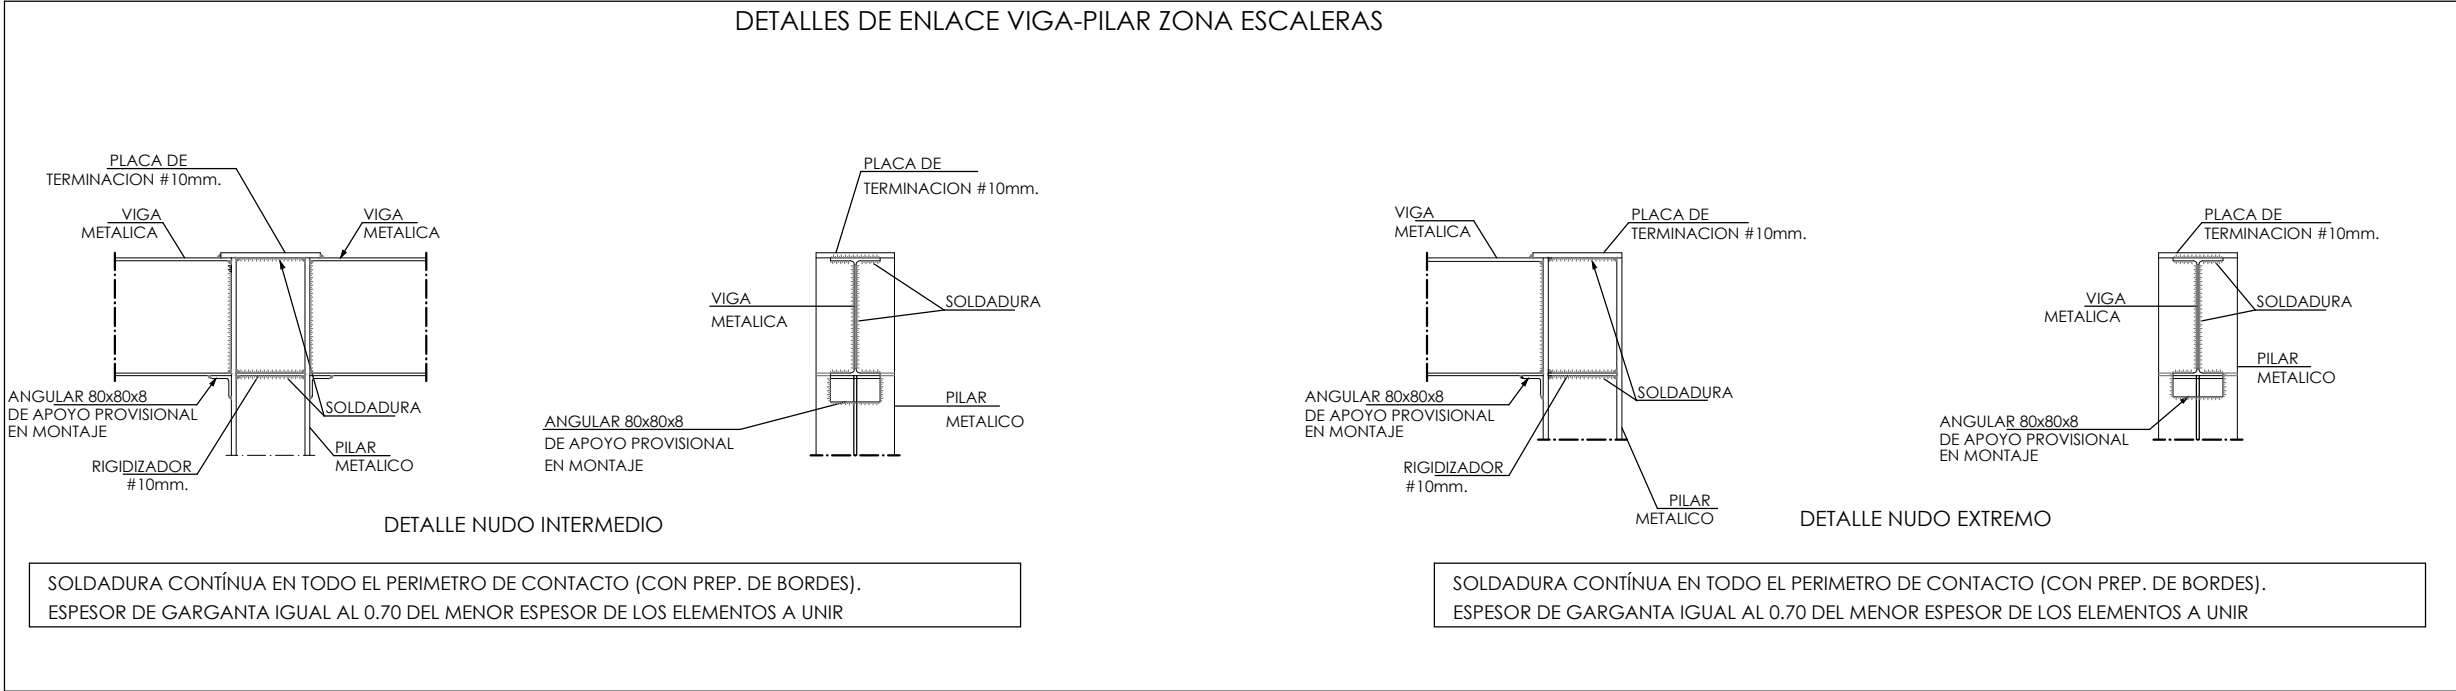 DETALLES DE ENLACE VIGA-PILAR ZONA ESCALERAS
PLACA DE
TERMINACION #10mm.
VIGA
METALICA
VIGA
METALICA
ANGULAR 80x80x8
DE APOYO PROVISIONAL
EN MONTAJE
SOLDADURA
RIGIDIZADOR
#10mm.
PILAR
METALICO
PLACA DE
TERMINACION #10mm.
VIGA
METALICA
SOLDADURA
ANGULAR 80x80x8
DE APOYO PROVISIONAL
EN MONTAJE
PILAR
METALICO
DETALLE NUDO INTERMEDIO
SOLDADURA CONTÍNUA EN TODO EL PERIMETRO DE CONTACTO (CON PREP. DE BORDES).
ESPESOR DE GARGANTA IGUAL AL 0.70 DEL MENOR ESPESOR DE LOS ELEMENTOS A UNIR
VIGA
METALICA
PLACA DE
TERMINACION #10mm.
ANGULAR 80x80x8
DE APOYO PROVISIONAL
EN MONTAJE
SOLDADURA
RIGIDIZADOR
#10mm.
PILAR
METALICO
PLACA DE
TERMINACION #10mm.
VIGA
METALICA
SOLDADURA
PILAR
METALICO
ANGULAR 80x80x8
DE APOYO PROVISIONAL
EN MONTAJE
DETALLE NUDO EXTREMO
SOLDADURA CONTÍNUA EN TODO EL PERIMETRO DE CONTACTO (CON PREP. DE BORDES).
ESPESOR DE GARGANTA IGUAL AL 0.70 DEL MENOR ESPESOR DE LOS ELEMENTOS A UNIR